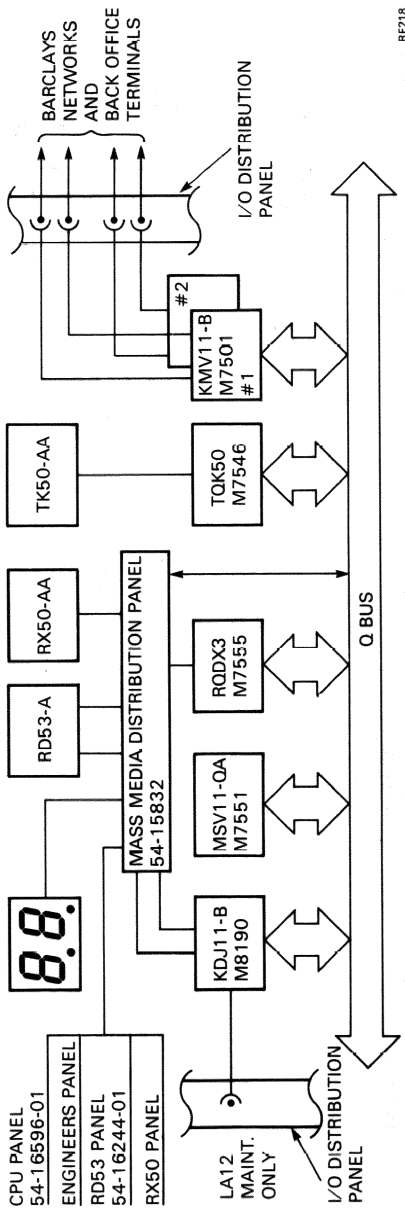 CPU PANEL
54-16596-01
ENGINEERS PANEL
RD53 PANEL
54-16244-01
RX50 PANEL
8.8.
RD53-A
RX50-AA
TK50-AA
BARCLAYS
NETWORKS
AND
BACK OFFICE
TERMINALS
MASS MEDIA DISTRIBUTION PANEL
54-15832
I/O DISTRIBUTION
PANEL
LA12
MAINT.
ONLY
KDJ11-B
M8190
MSV11-QA
M7551
RQDX3
M7555
TQK50
M7546
KMV11-B
M7501
#1
#2
I/O DISTRIBUTION
PANEL
Q BUS
RE218